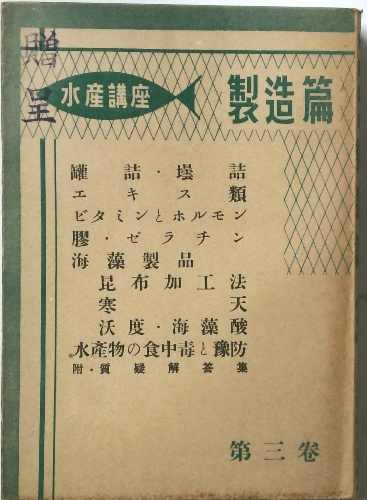 贈呈
水産講座
製造篇
罐詰・壜詰
エキス類
ビタミンとホルモン
膠・ゼラチン
海藻製品
昆布加工法
寒天
沃度・海藻酸
水産物の食中毒と豫防
附・質疑解答集
第三卷